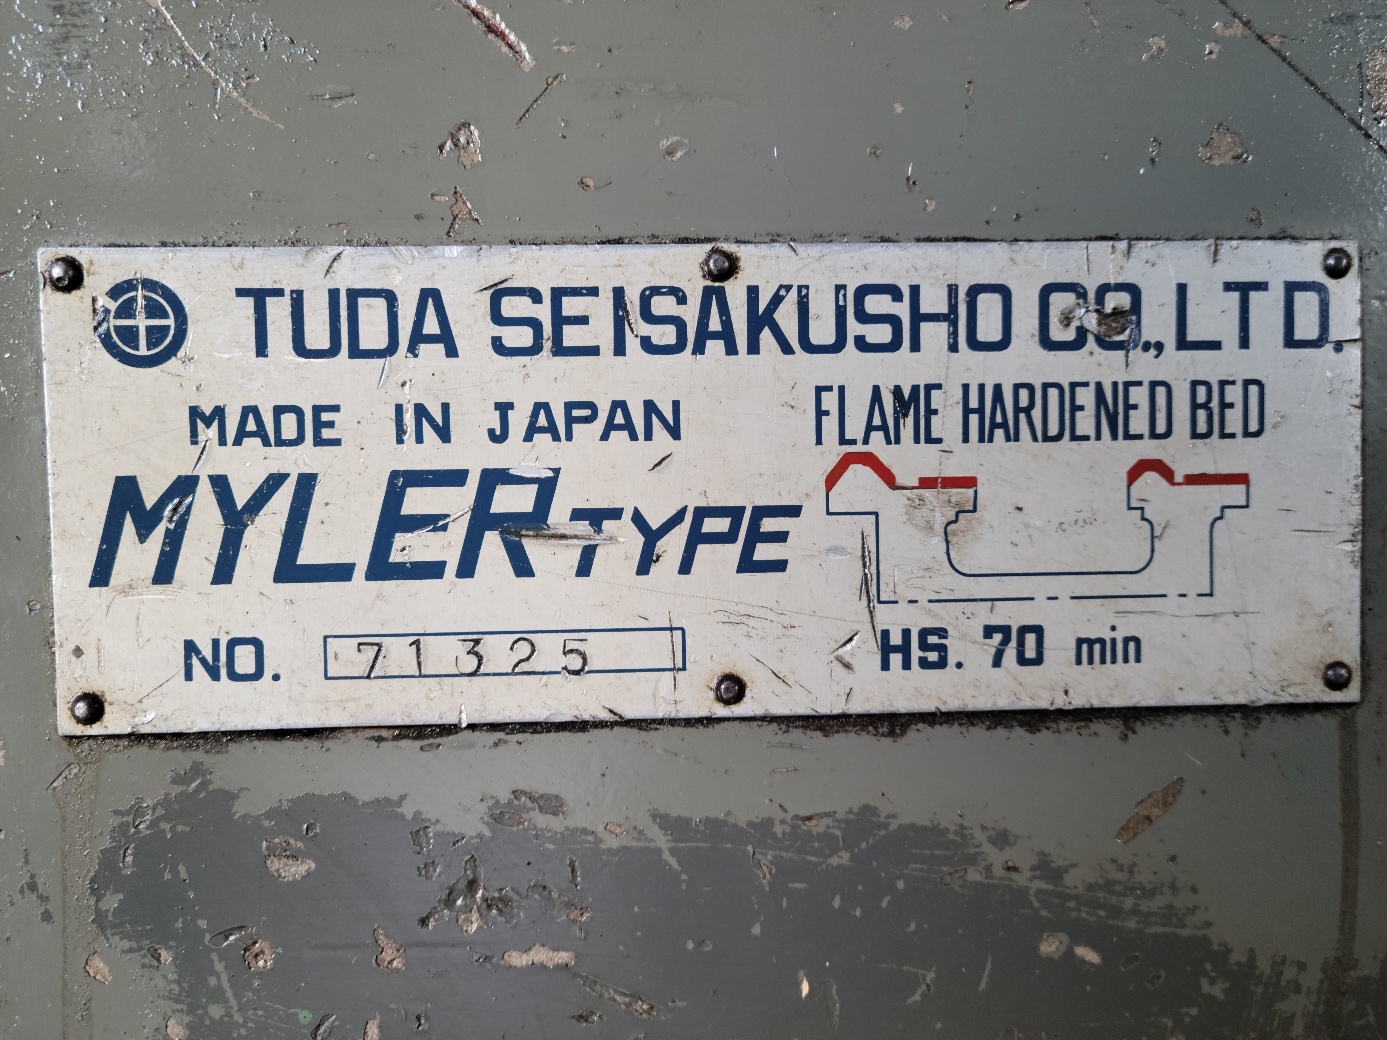 TUDA SEISAKUSHO CO.,LTD.
MADE IN JAPAN
FLAME HARDENED BED
MYLER TYPE
NO. 71325
HS. 70 min